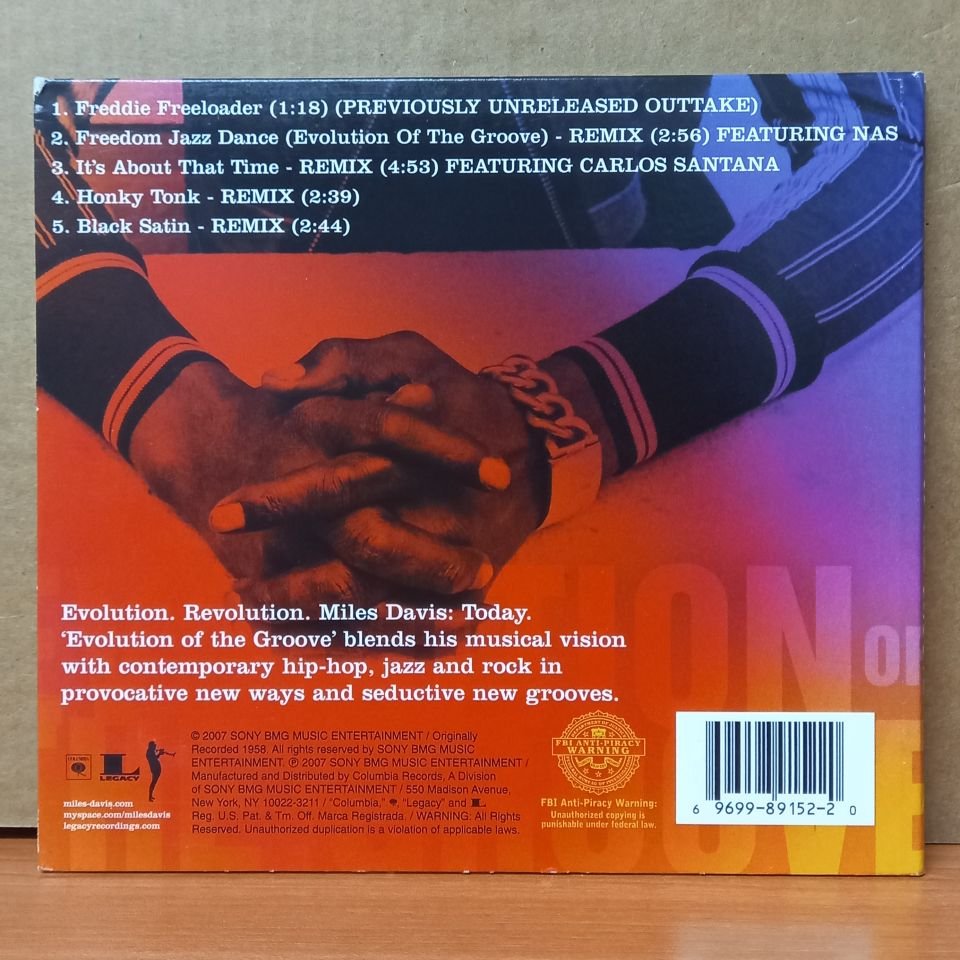 1. Freddie Freeloader (1:18) (PREVIOUSLY UNRELEASED OUTTAKE)
2. Freedom Jazz Dance (Evolution Of The Groove) - REMIX (2:56) FEATURING NAS
3. It's About That Time - REMIX (4:53) FEATURING CARLOS SANTANA
4. Honky Tonk - REMIX (2:39)
5. Black Satin - REMIX (2:44)
TION OF
Evolution. Revolution. Miles Davis: Today.
‘Evolution of the Groove’ blends his musical vision
with contemporary hip-hop, jazz and rock in
provocative new ways and seductive new grooves.
THE GROOVE
COLUMBIA
L
LEGACY
miles-davis.com
myspace.com/milesdavis
legacyrecordings.com
© 2007 SONY BMG MUSIC ENTERTAINMENT / Originally
Recorded 1958. All rights reserved by SONY BMG MUSIC
ENTERTAINMENT. ℗ 2007 SONY BMG MUSIC ENTERTAINMENT /
Manufactured and Distributed by Columbia Records, A Division
of SONY BMG MUSIC ENTERTAINMENT / 550 Madison Avenue,
New York, NY 10022-3211 / "Columbia," , "Legacy" and L
Reg. U.S. Pat. & Tm. Off. Marca Registrada. / WARNING: All Rights
Reserved. Unauthorized duplication is a violation of applicable laws.
FBI ANTI-PIRACY
WARNING
FBI Anti-Piracy Warning:
Unauthorized copying is
punishable under federal law.
6 9699-89152-2 0